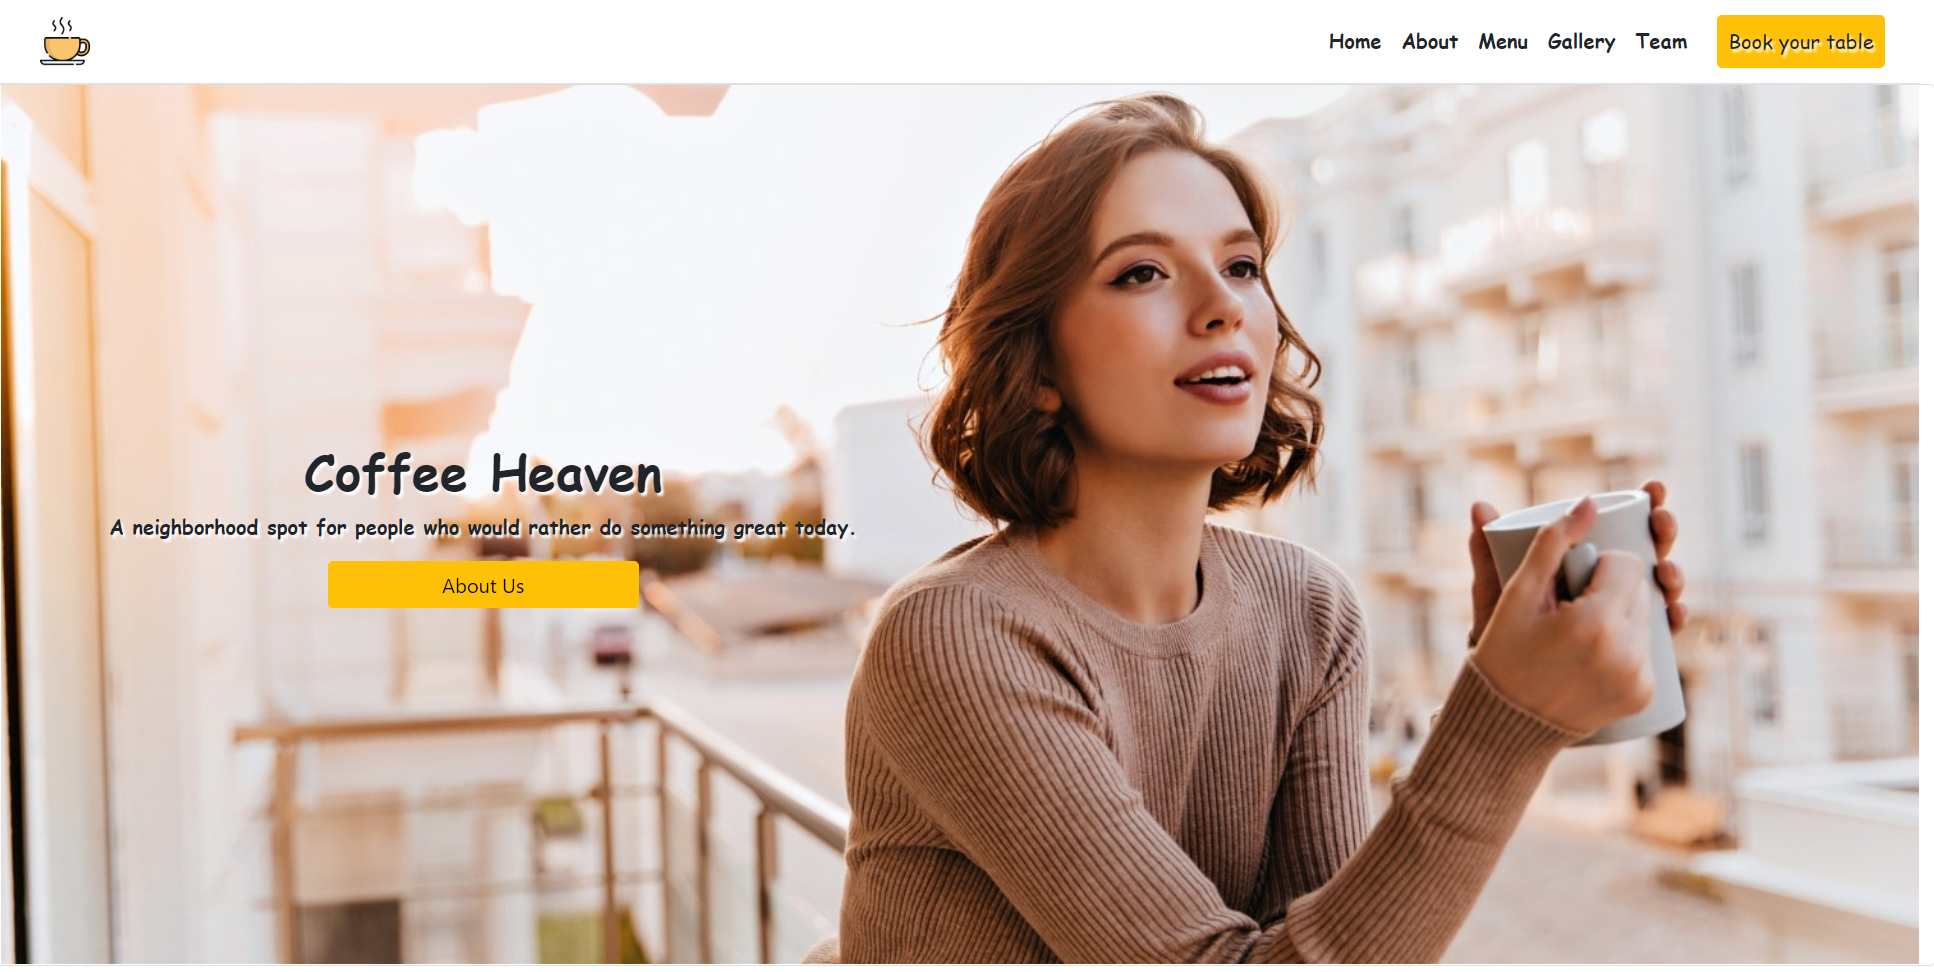 Home About Menu Gallery Team Book your table
Coffee Heaven
A neighborhood spot for people who would rather do something great today.
About Us